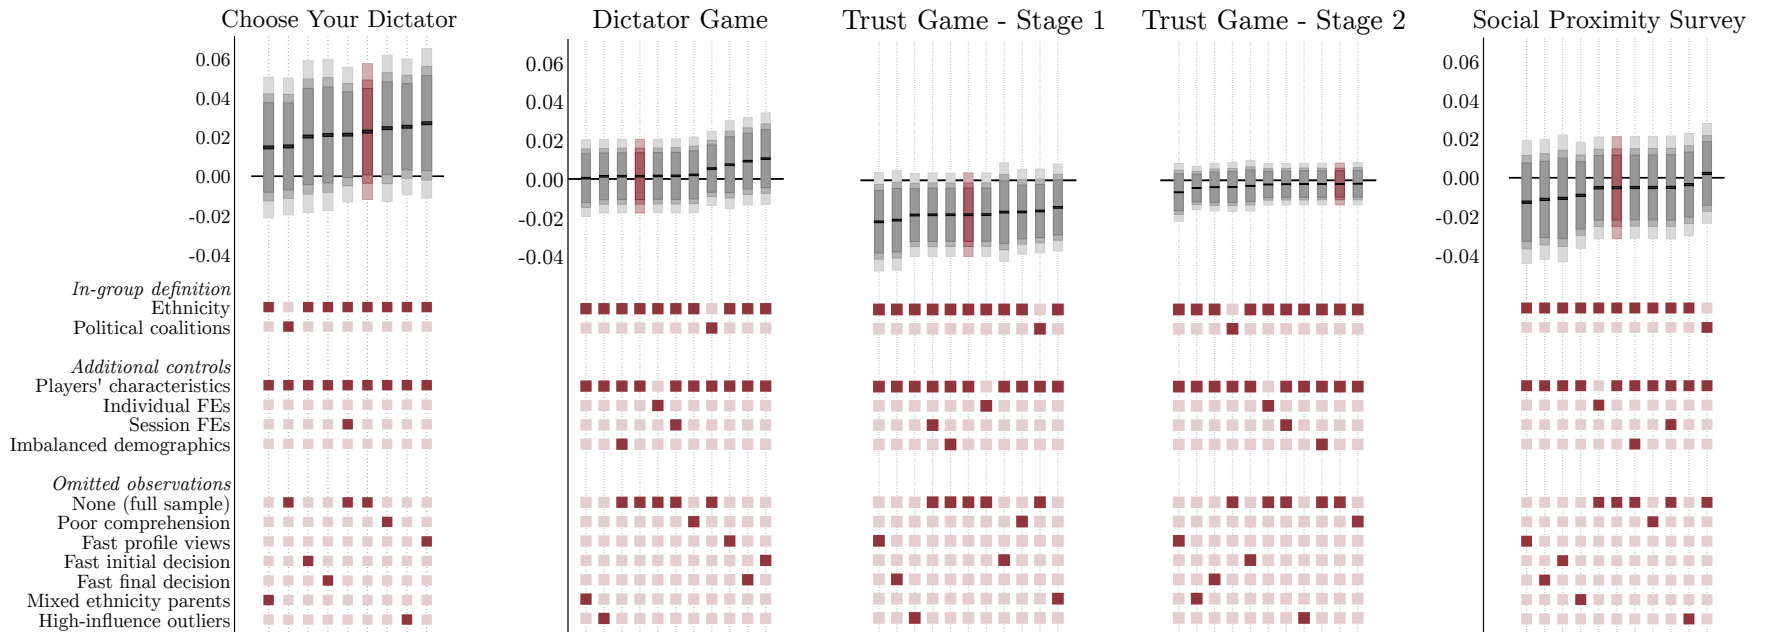 Choose Your Dictator
Dictator Game
Trust Game - Stage 1
Trust Game - Stage 2
Social Proximity Survey
0.06
0.04
0.02
0.00
-0.02
-0.04
0.06
0.04
0.02
0.00
-0.02
-0.04
0.06
0.04
0.02
0.00
-0.02
-0.04
In-group definition
Ethnicity
Political coalitions
Additional controls
Players' characteristics
Individual FEs
Session FEs
Imbalanced demographics
Omitted observations
None (full sample)
Poor comprehension
Fast profile views
Fast initial decision
Fast final decision
Mixed ethnicity parents
High-influence outliers